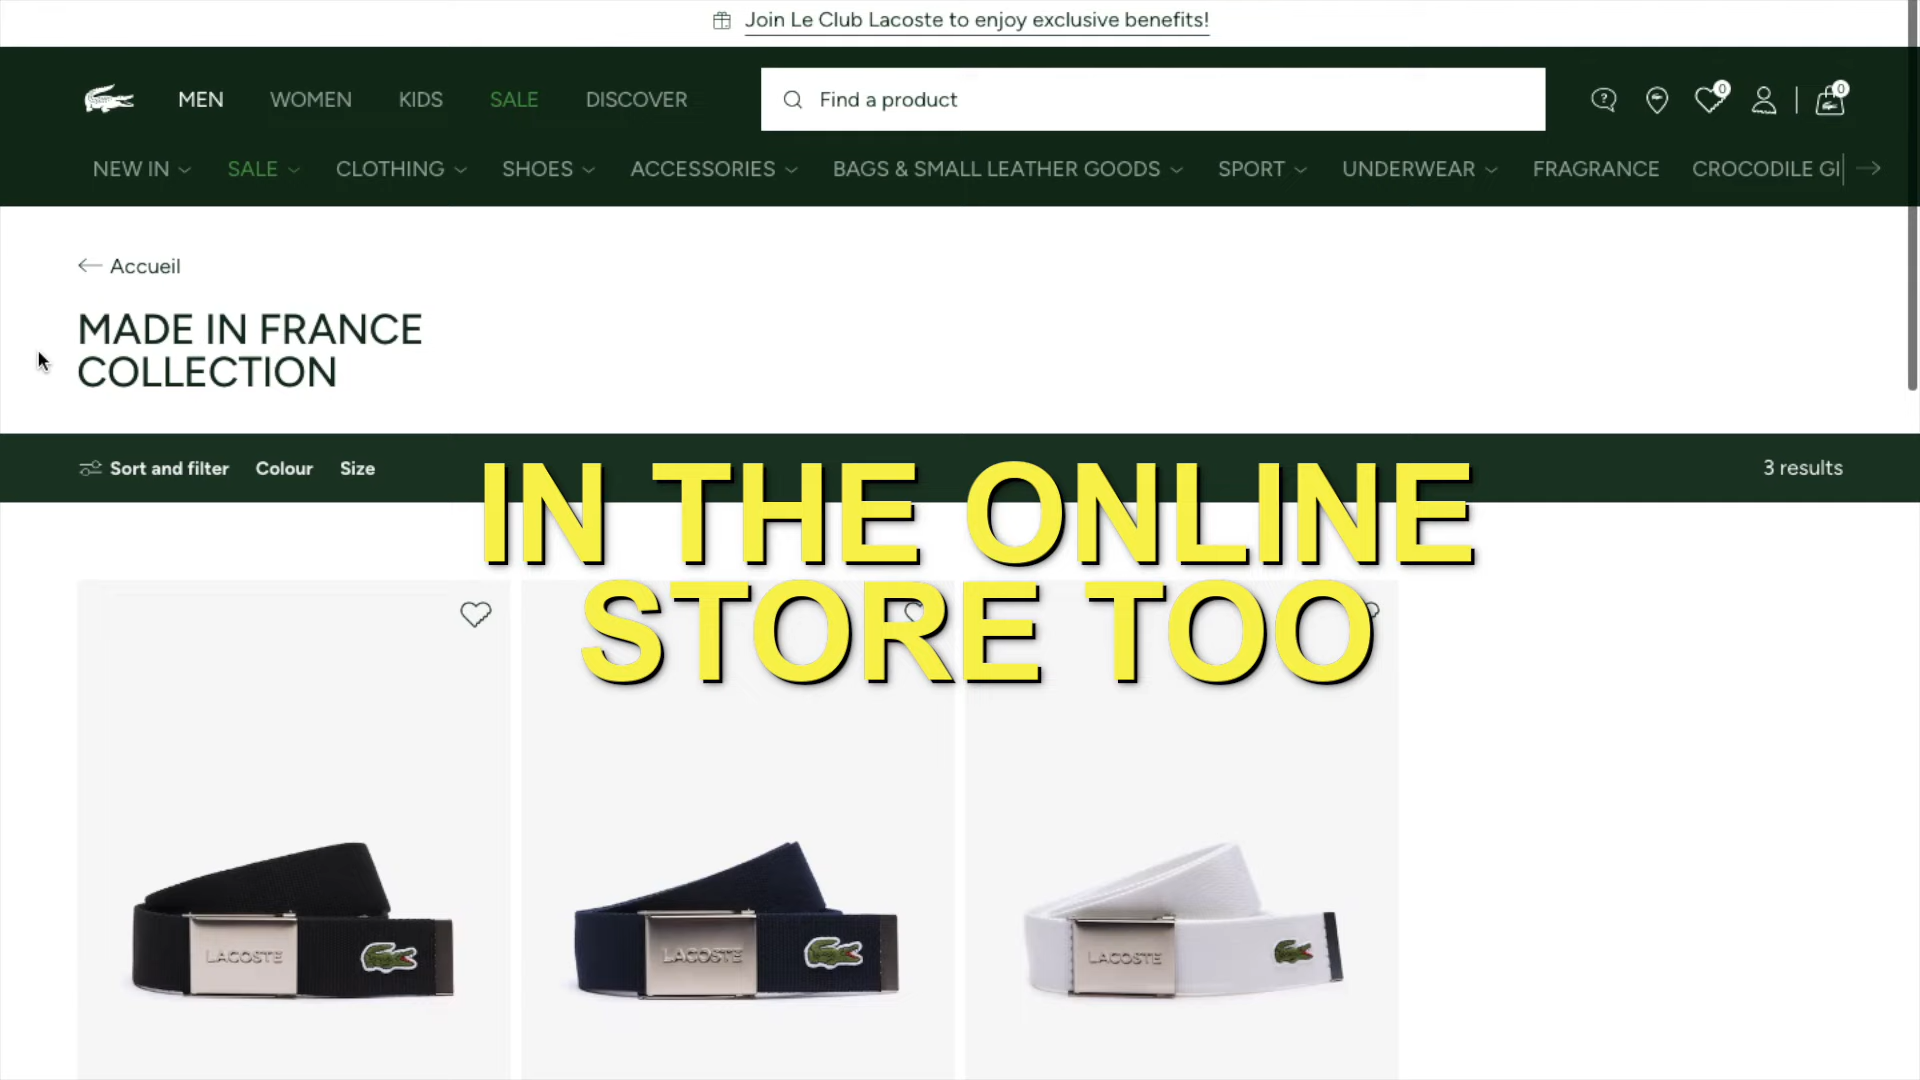 Join Le Club Lacoste to enjoy exclusive benefits!
MEN WOMEN KIDS SALE DISCOVER Find a product ? 0 0
NEW IN SALE CLOTHING SHOES ACCESSORIES BAGS & SMALL LEATHER GOODS SPORT UNDERWEAR FRAGRANCE CROCODILE GI
Accueil
MADE IN FRANCE
COLLECTION
Sort and filter Colour Size 3 results
IN THE ONLINE
STORE TOO
LACOSTE LACOSTE LACOSTE